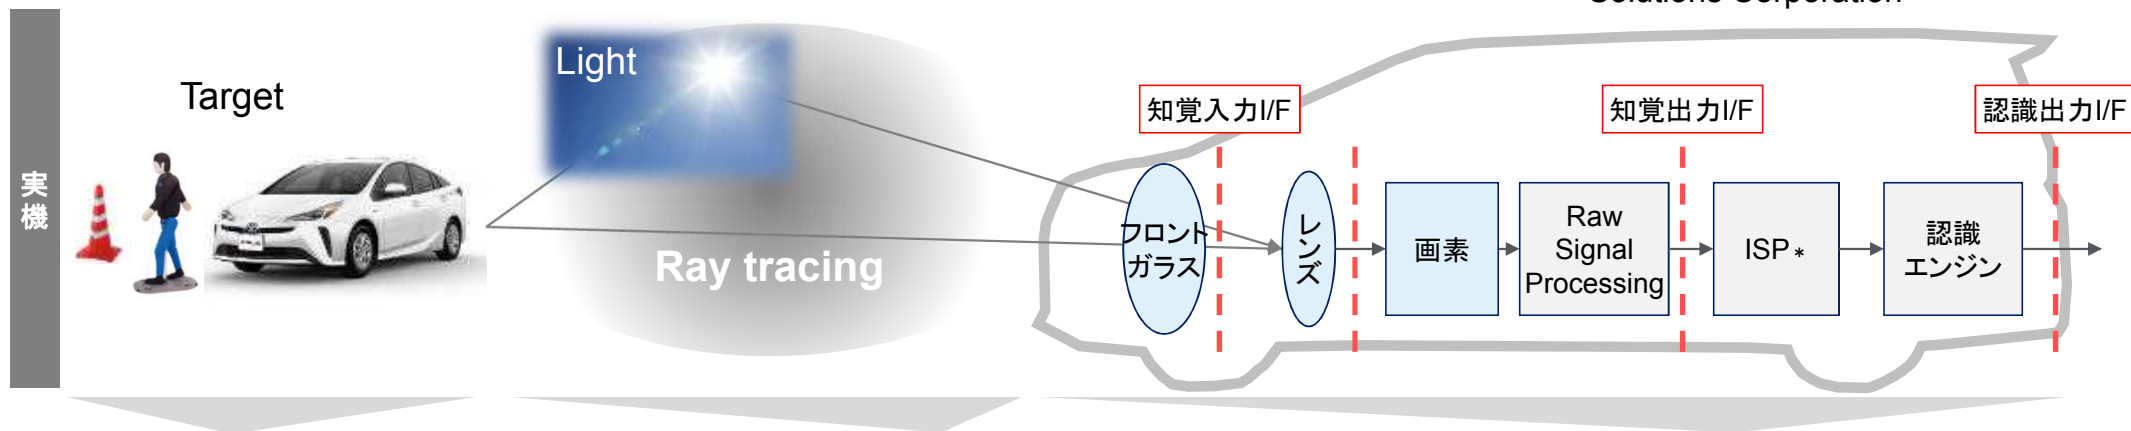 Solutions Corporation
実
機
Target
Light
Ray tracing
知覚入力I/F
知覚出力I/F
認識出力I/F
フロント
ガラス
レ
ン
ズ
画素
Raw
Signal
Processing
ISP *
認識
エンジン